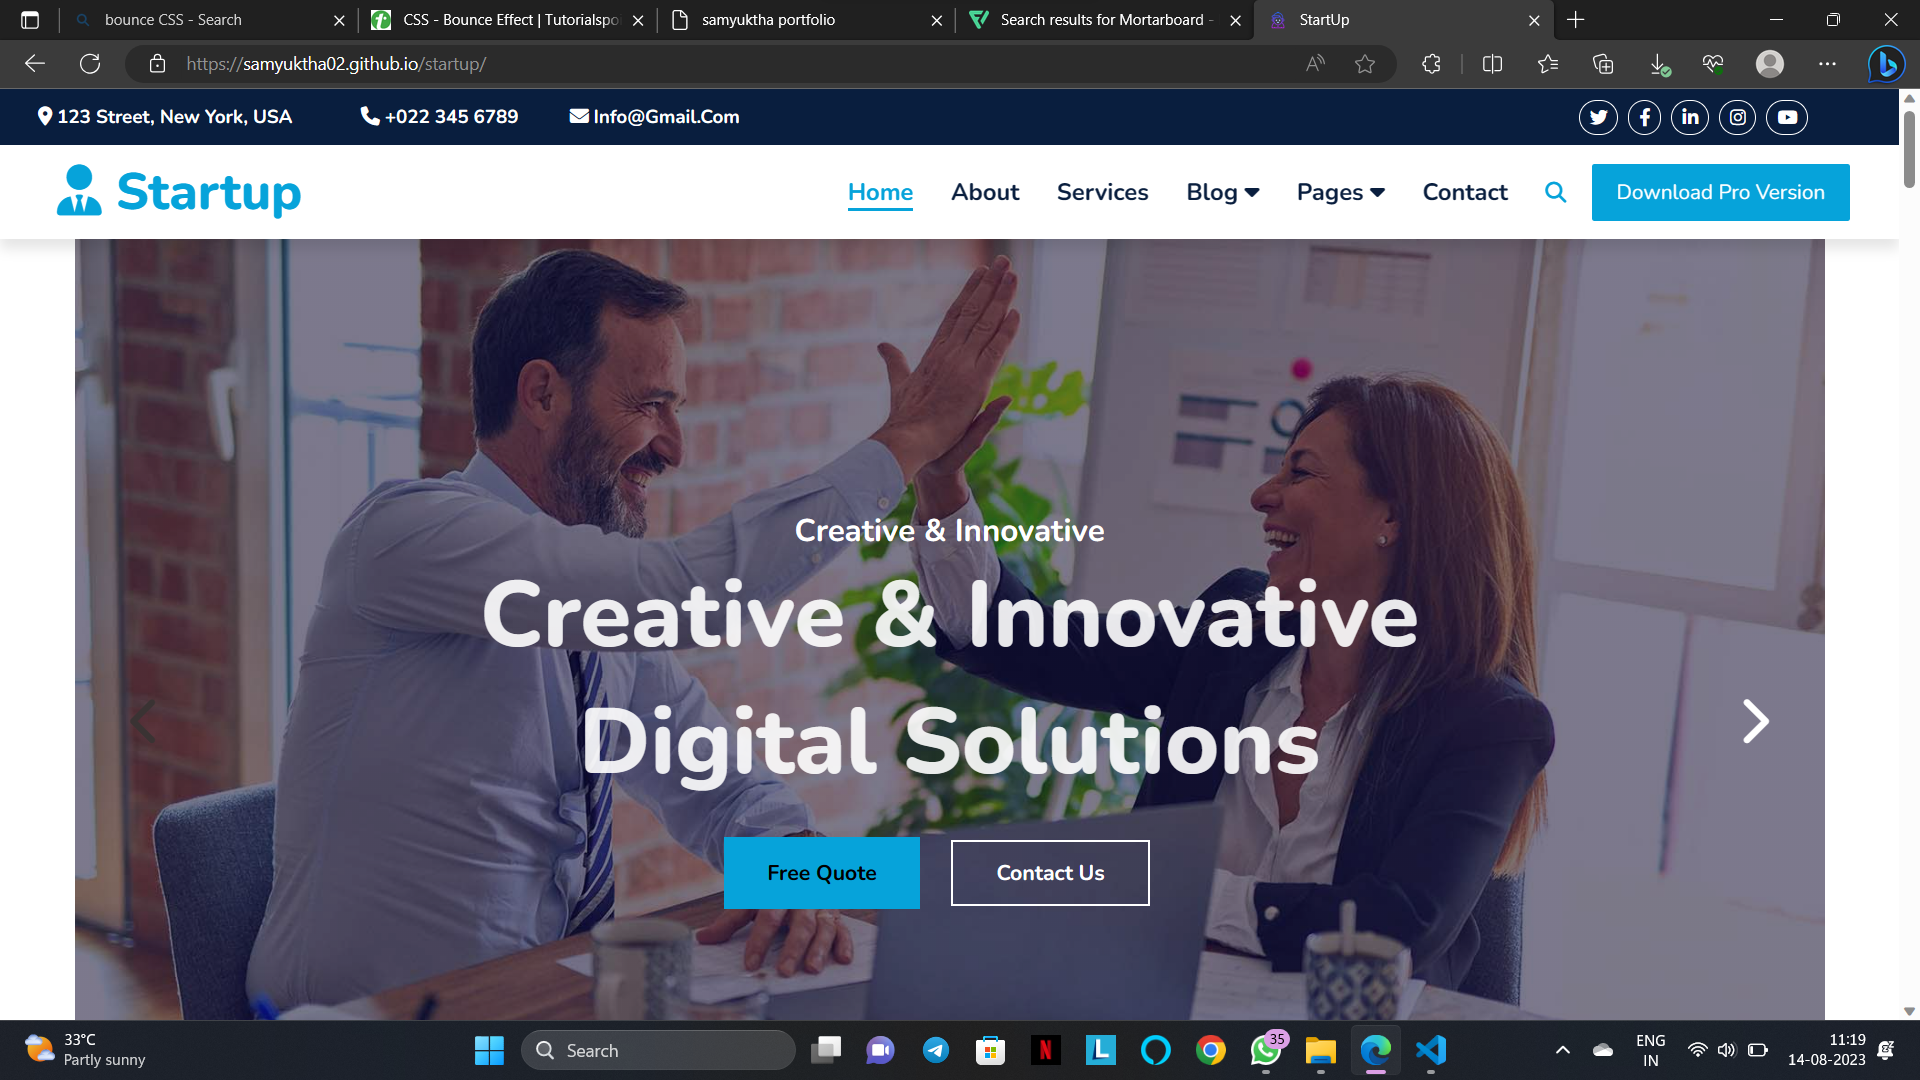 bounce CSS - Search
CSS - Bounce Effect | Tutorialspo
samyuktha portfolio
Search results for Mortarboard -
StartUp
https://samyuktha02.github.io/startup/
123 Street, New York, USA
+022 345 6789
Info@Gmail.Com
Startup
Home
About
Services
Blog
Pages
Contact
Download Pro Version
Creative & Innovative
Creative & Innovative
Digital Solutions
Free Quote
Contact Us
33°C
Partly sunny
Search
35
ENG
IN
11:19
14-08-2023